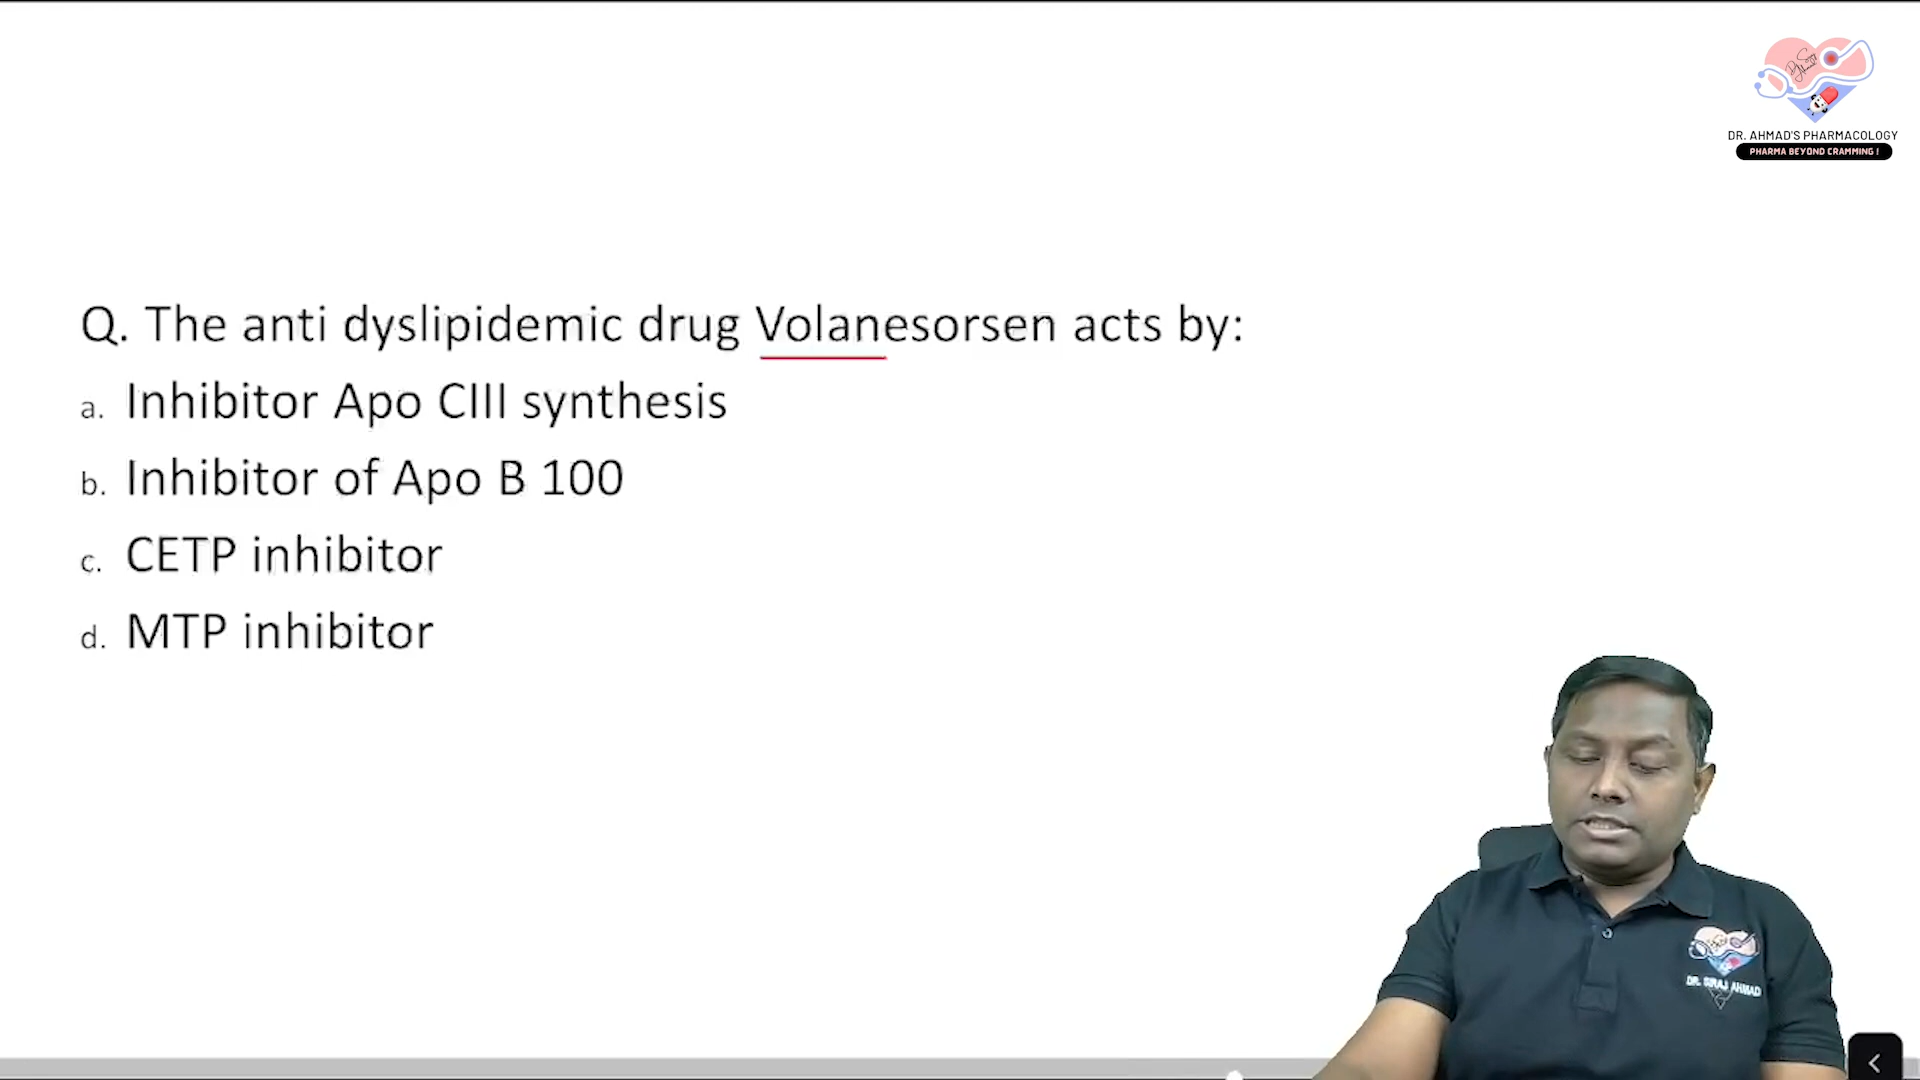 DR. AHMAD'S PHARMACOLOGY
PHARMA BEYOND CRAMMING !
Q. The anti dyslipidemic drug Volanesorsen acts by:
a. Inhibitor Apo CIII synthesis
b. Inhibitor of Apo B 100
c. CETP inhibitor
d. MTP inhibitor
DR. SIRAJ AHMAD